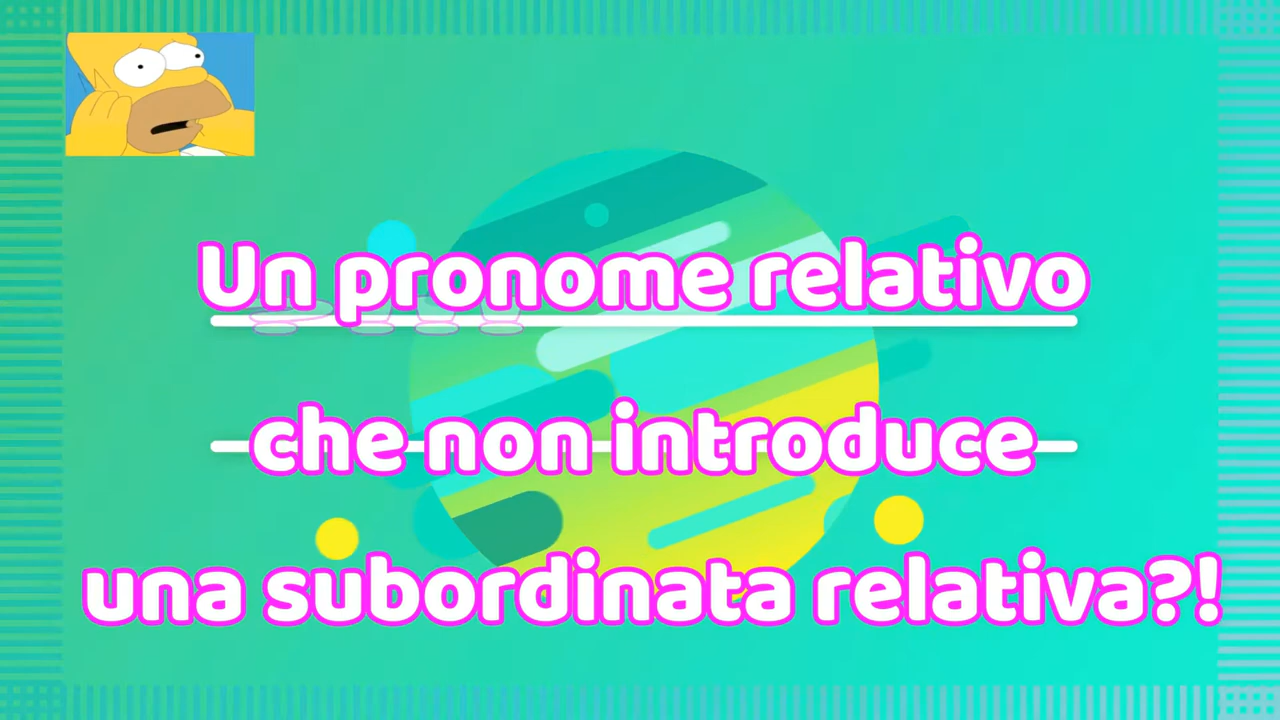 Un pronome relativo
che non introduce
una subordinata relativa?!